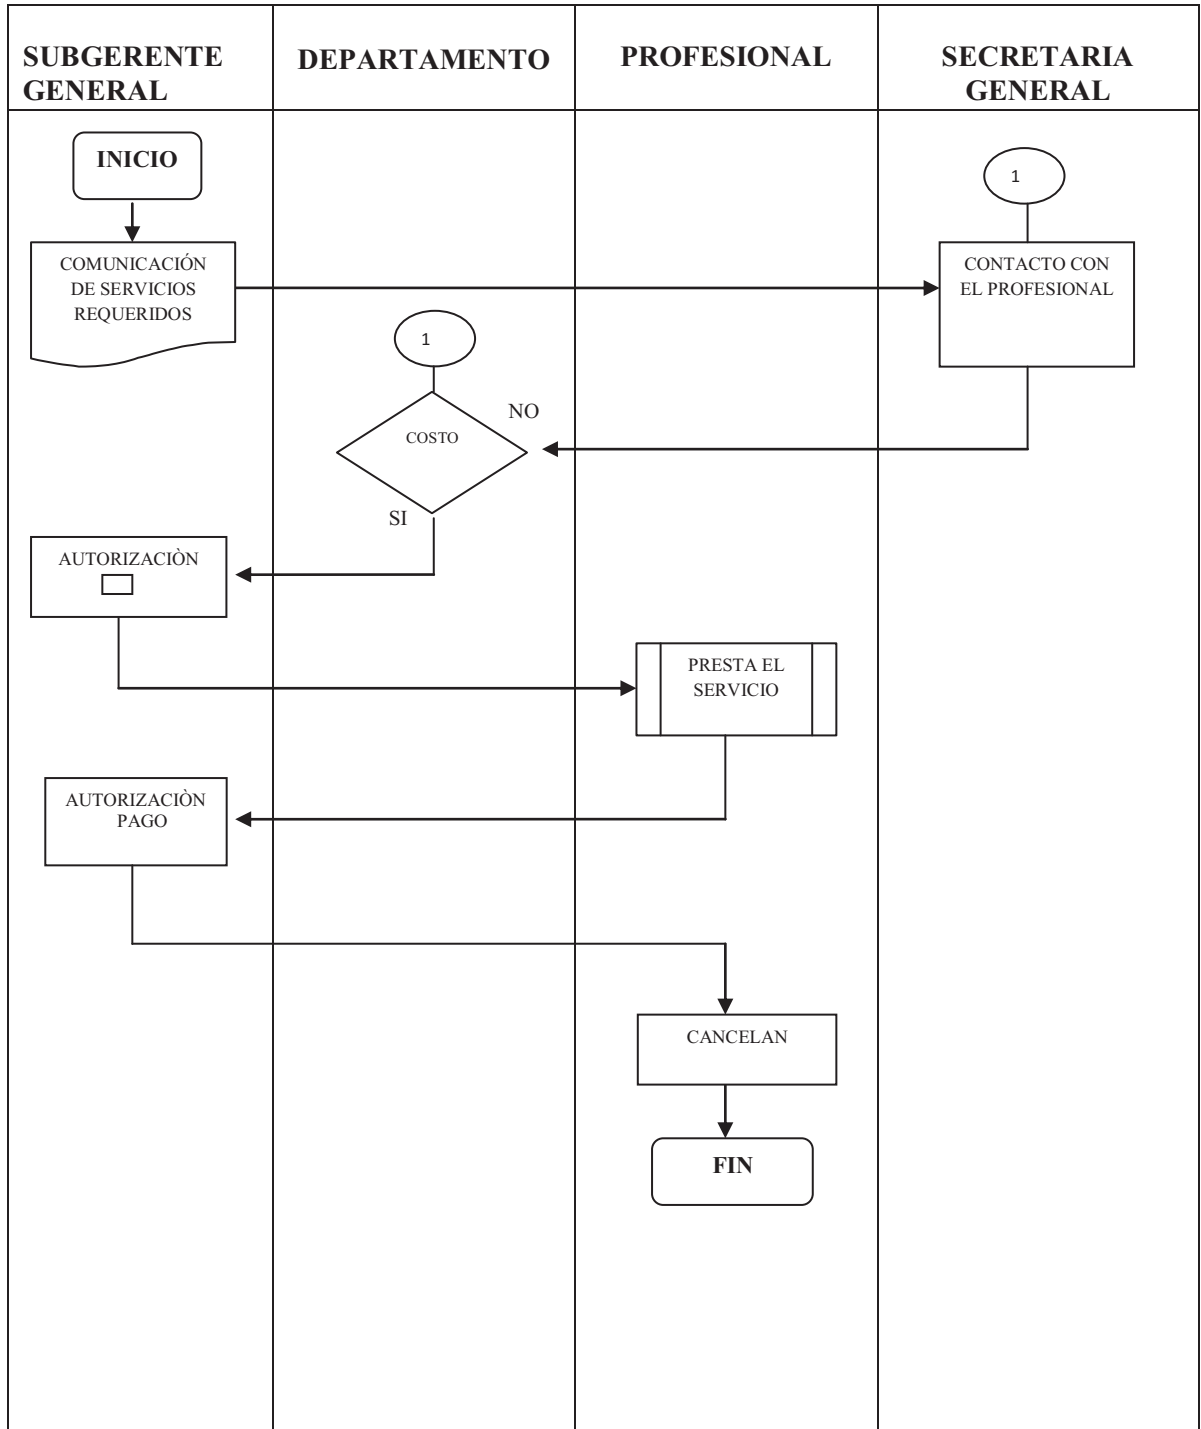 SUBGERENTE
GENERAL
DEPARTAMENTO
PROFESIONAL
SECRETARIA
GENERAL
INICIO
1
COMUNICACIÓN
DE SERVICIOS
REQUERIDOS
CONTACTO CON
EL PROFESIONAL
1
NO
COSTO
SI
AUTORIZACIÒN
PRESTA EL
SERVICIO
AUTORIZACIÒN
PAGO
CANCELAN
FIN